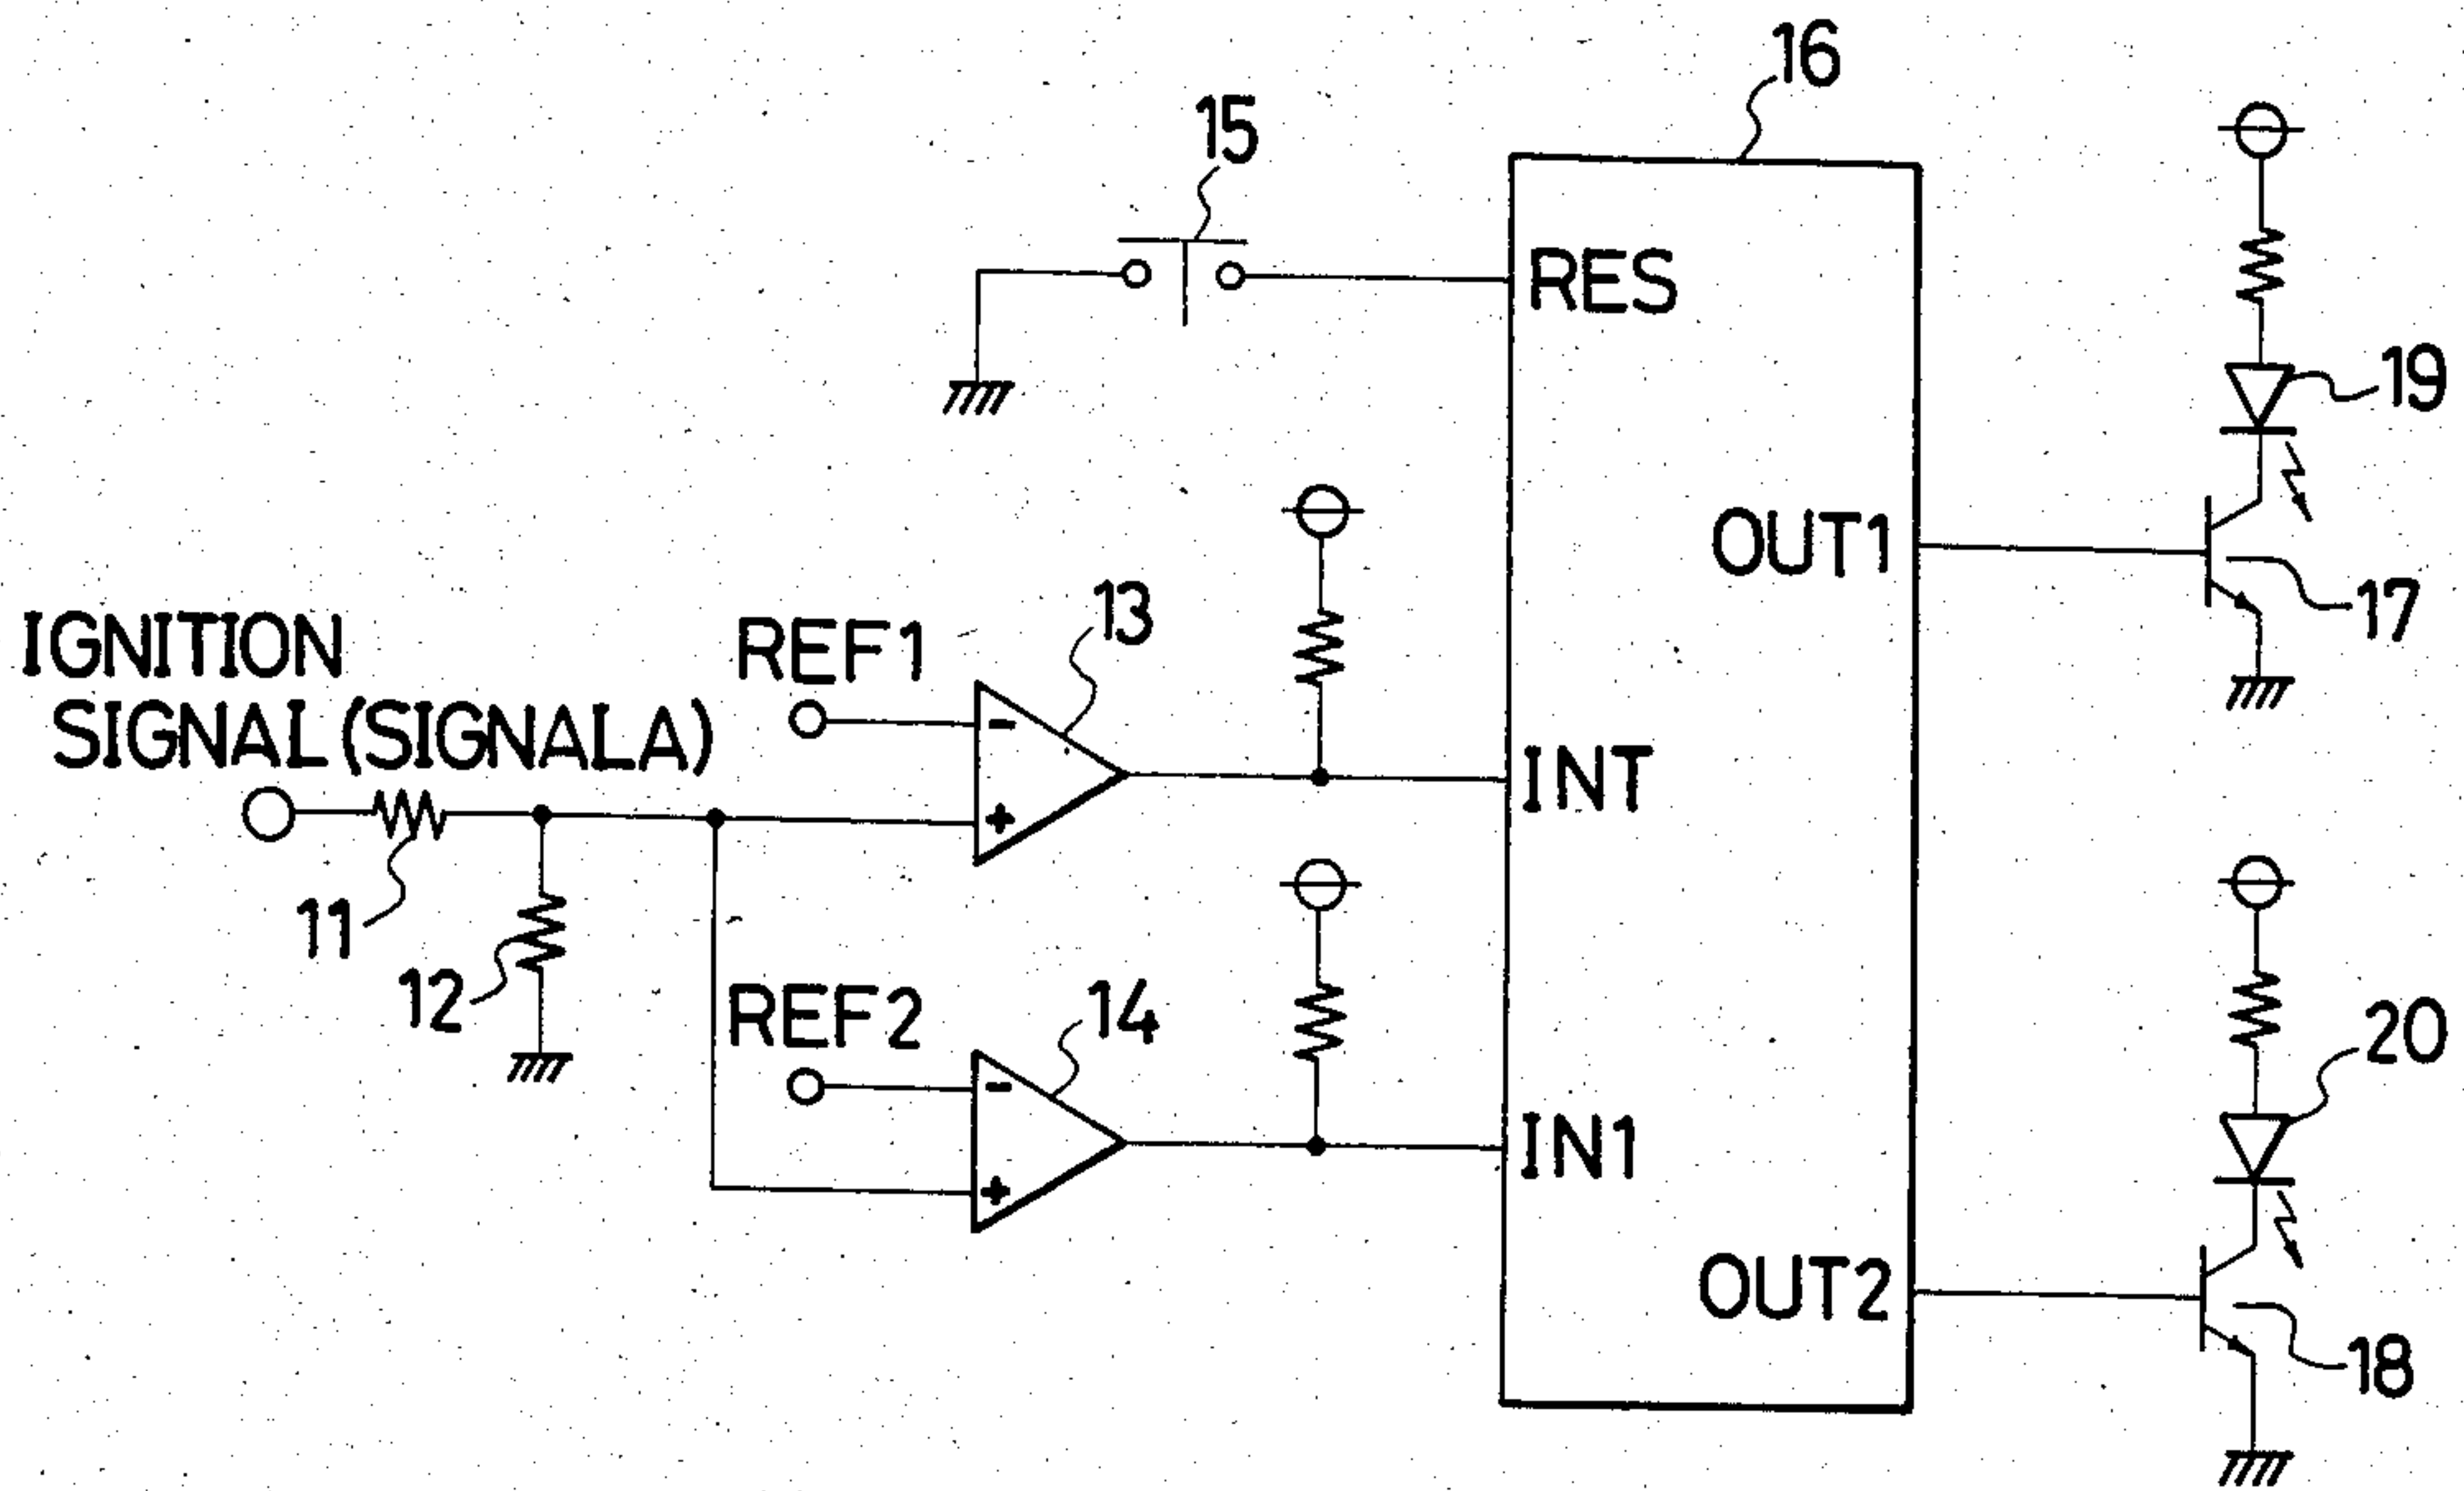 16
15
RES
19
OUT1
17
13
REF1
IGNITION
SIGNAL (SIGNALA)
-
+
INT
11
12
REF2
14
-
+
IN1
20
OUT2
18